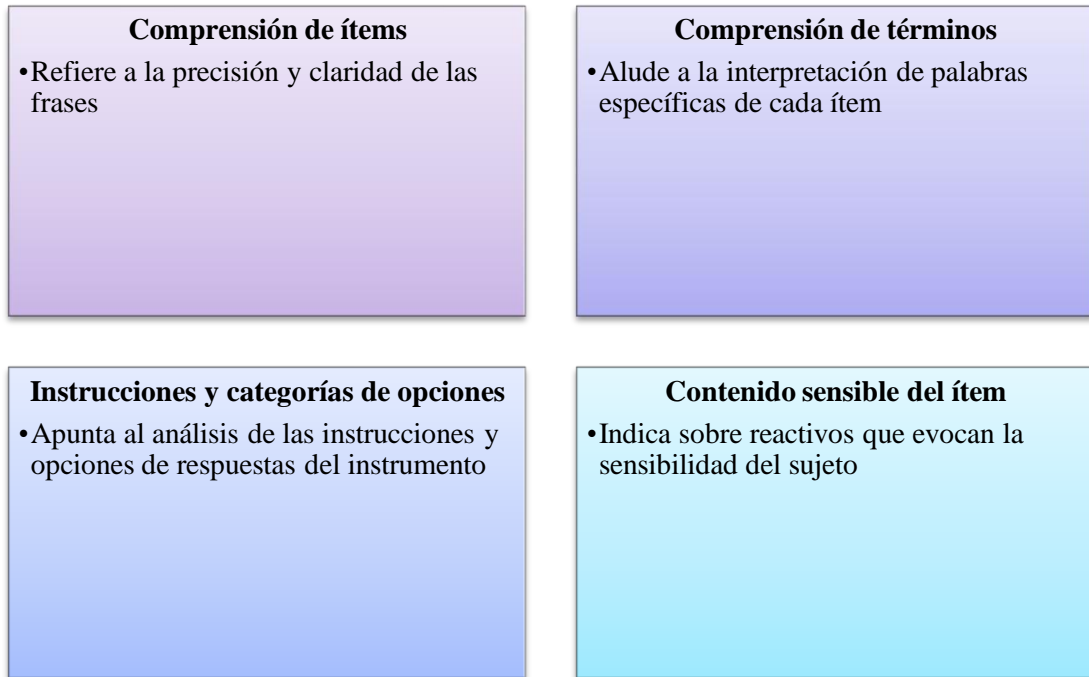 Comprensión de ítems
•Refiere a la precisión y claridad de las
frases
Comprensión de términos
•Alude a la interpretación de palabras
específicas de cada ítem
Instrucciones y categorías de opciones
•Apunta al análisis de las instrucciones y
opciones de respuestas del instrumento
Contenido sensible del ítem
•Indica sobre reactivos que evocan la
sensibilidad del sujeto